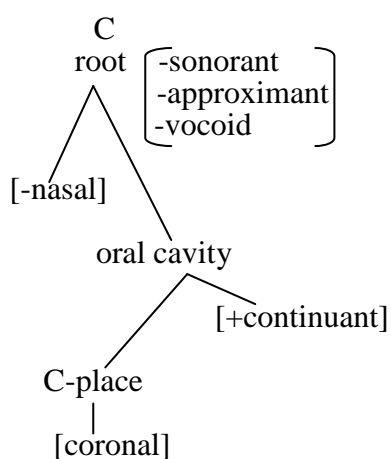 C
root -sonorant
-approximant
-vocoid
[-nasal]
oral cavity
[+continuant]
C-place
[coronal]